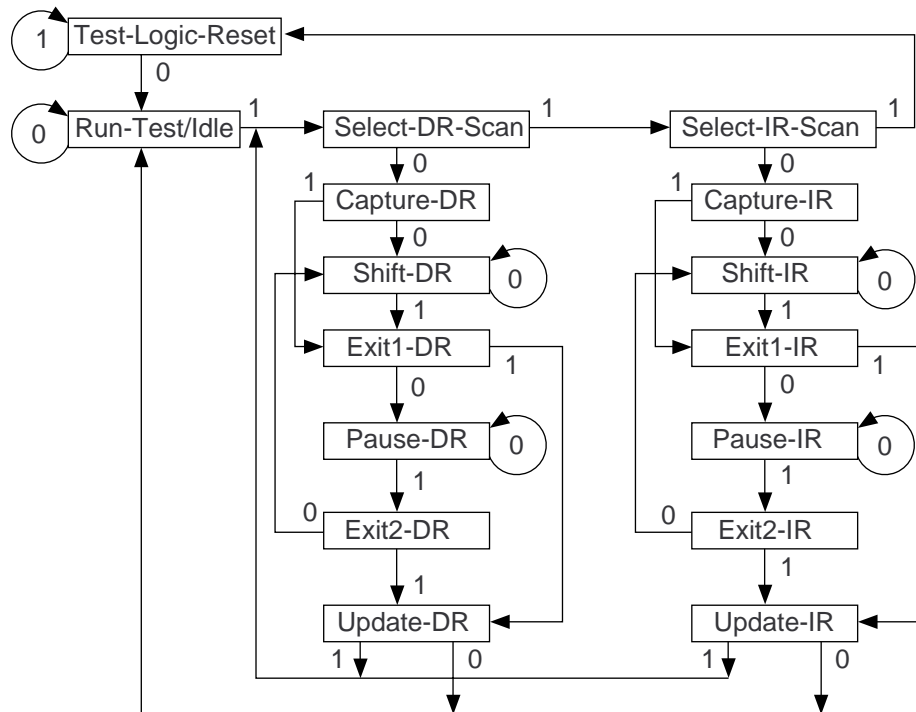 1
Test-Logic-Reset
0
0
Run-Test/Idle
1
Select-DR-Scan
1
Select-IR-Scan
1
0
0
1
Capture-DR
1
Capture-IR
0
0
Shift-DR
0
Shift-IR
0
1
1
Exit1-DR
1
Exit1-IR
1
0
0
Pause-DR
0
Pause-IR
0
1
1
0
Exit2-DR
0
Exit2-IR
1
1
Update-DR
Update-IR
1
0
1
0